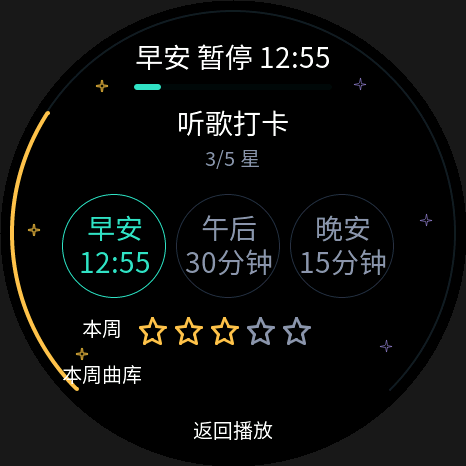 早安 暂停 12:55
听歌打卡
3/5 星
早安
12:55
午后
30分钟
晚安
15分钟
本周
本周曲库
返回播放